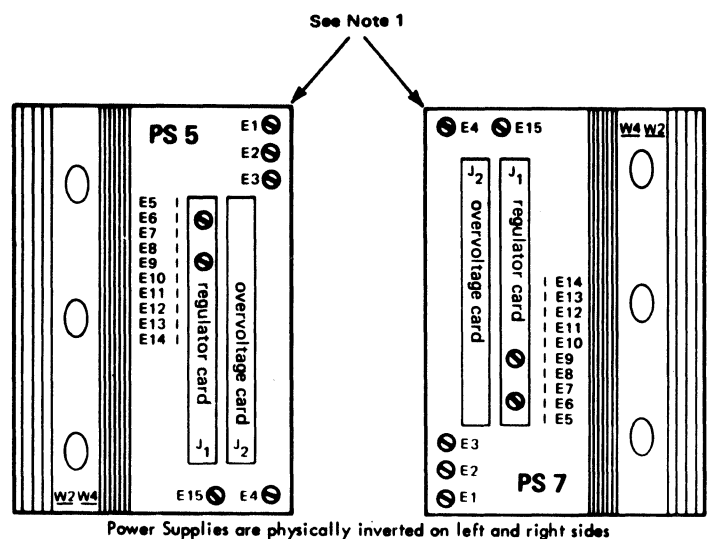 See Note 1
PS 5
E1
E2
E3
E5
E6
E7
E8
E9
E10
E11
E12
E13
E14
regulator card
J1
overvoltage card
J2
W2 W4
E15
E4
E4
E15
W4 W2
J2
overvoltage card
J1
regulator card
E14
E13
E12
E11
E10
E9
E8
E7
E6
E5
E3
E2
E1
PS 7
Power Supplies are physically inverted on left and right sides